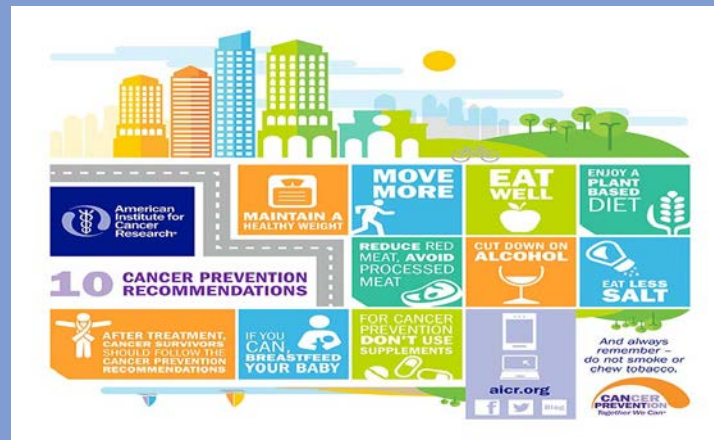 American
Institute for
Cancer
Research
10 CANCER PREVENTION
RECOMMENDATIONS
MAINTAIN A
HEALTHY WEIGHT
MOVE
MORE
EAT
WELL
ENJOY A
PLANT
BASED
DIET
REDUCE RED
MEAT, AVOID
PROCESSED
MEAT
CUT DOWN ON
ALCOHOL
EAT LESS
SALT
AFTER TREATMENT,
CANCER SURVIVORS
SHOULD FOLLOW THE
CANCER PREVENTION
RECOMMENDATIONS
IF YOU
CAN,
BREASTFEED
YOUR BABY
FOR CANCER
PREVENTION
DON'T USE
SUPPLEMENTS
aicr.org
f
Blog
And always
remember –
do not smoke or
chew tobacco.
CANCER
PREVENTION
Together We Can